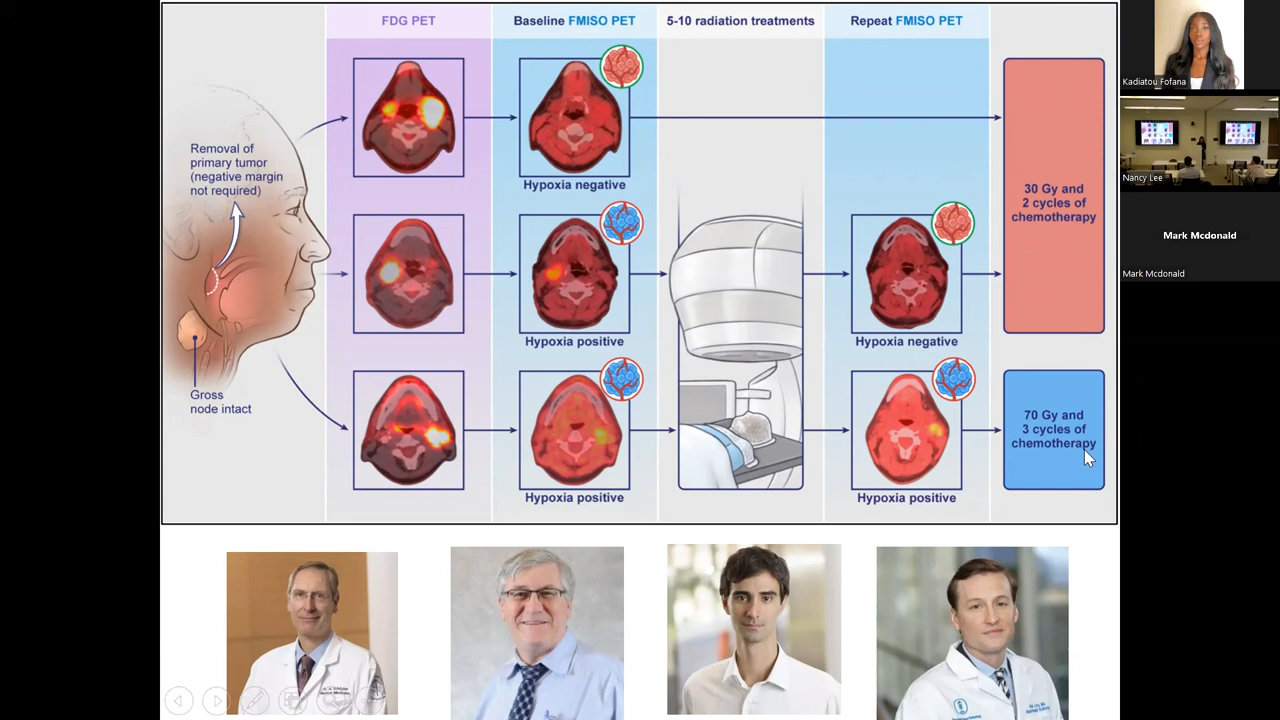 FDG PET
Baseline FMISO PET
5-10 radiation treatments
Repeat FMISO PET
Removal of
primary tumor
(negative margin
not required)
Gross
node intact
Hypoxia negative
Hypoxia positive
Hypoxia negative
Hypoxia positive
Hypoxia positive
30 Gy and
2 cycles of
chemotherapy
70 Gy and
3 cycles of
chemotherapy
Kadiatou Fofana
Nancy Lee
Mark Mcdonald
Mark Mcdonald